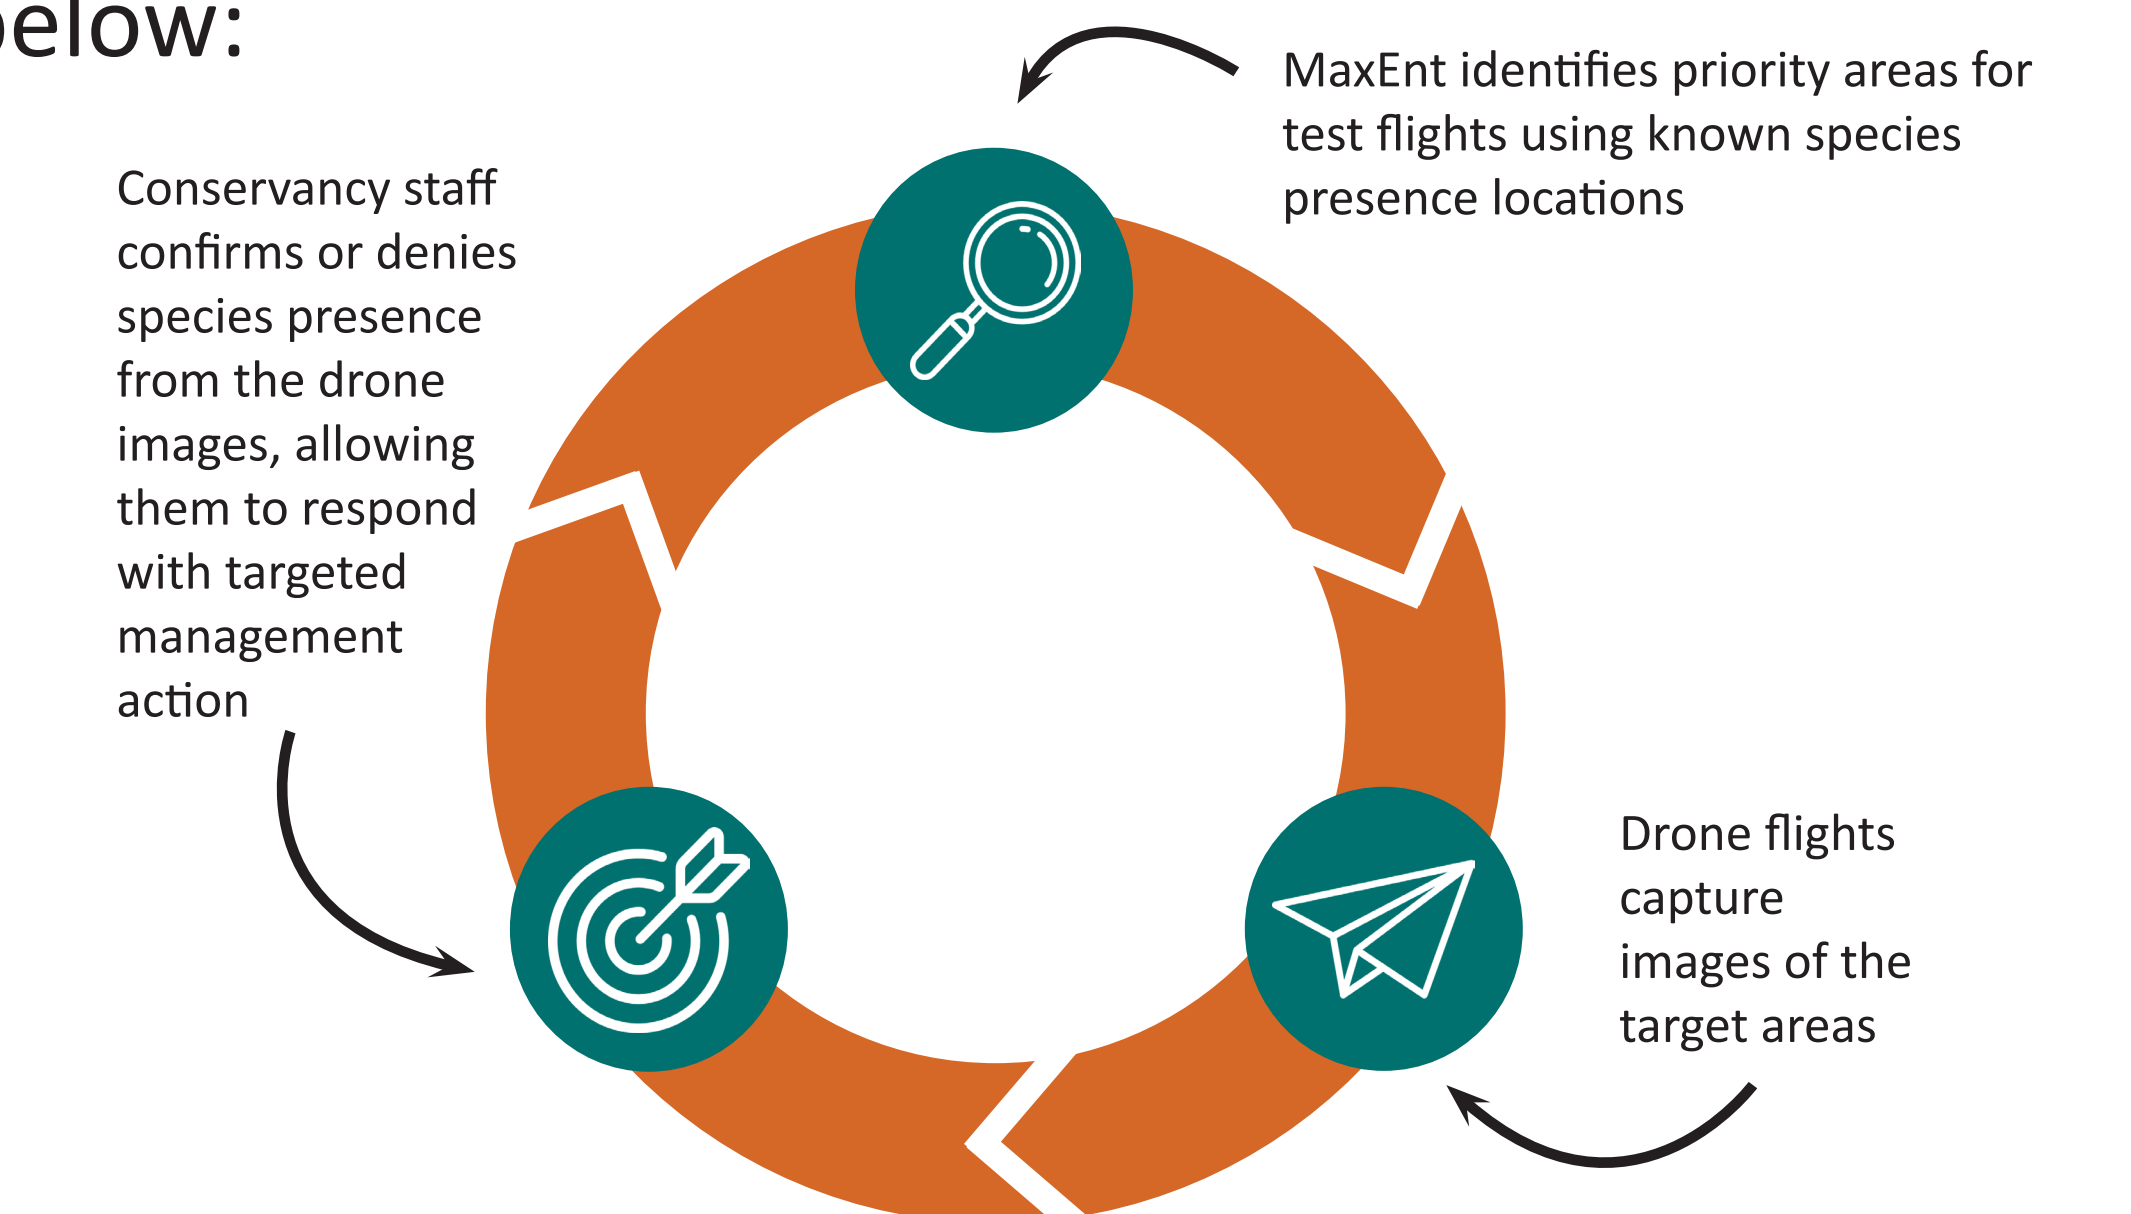 below:
MaxEnt identifies priority areas for
test flights using known species
presence locations
Conservancy staff
confirms or denies
species presence
from the drone
images, allowing
them to respond
with targeted
management
action
Drone flights
capture
images of the
target areas